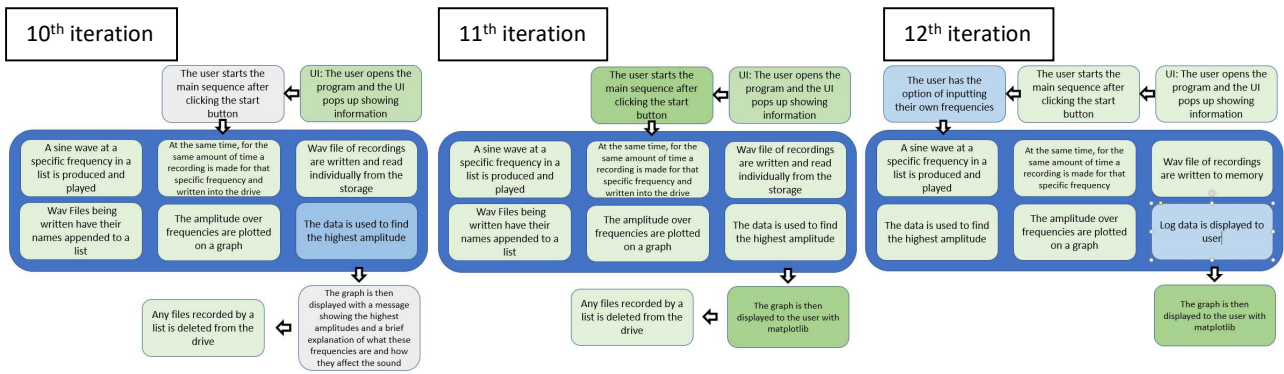 10th iteration
The user starts the
main sequence after
clicking the start
button
UI: The user opens the
program and the UI
pops up showing
information
A sine wave at a
specific frequency in a
list is produced and
played
At the same time, for the
same amount of time a
recording is made for that
specific frequency and
written into the drive
Wav file of recordings
are written and read
individually from the
storage
Wav Files being
written have their
names appended to a
list
The amplitude over
frequencies are plotted
on a graph
The data is used to find
the highest amplitude
Any files recorded by a
list is deleted from the
drive
The graph is then
displayed with a message
showing the highest
amplitudes and a brief
explanation of what these
frequencies are and how
they affect the sound
11th iteration
The user starts the
main sequence after
clicking the start
button
UI: The user opens the
program and the UI
pops up showing
information
A sine wave at a
specific frequency in a
list is produced and
played
At the same time, for the
same amount of time a
recording is made for that
specific frequency and
written into the drive
Wav file of recordings
are written and read
individually from the
storage
Wav Files being
written have their
names appended to a
list
The amplitude over
frequencies are plotted
on a graph
The data is used to find
the highest amplitude
Any files recorded by a
list is deleted from the
drive
The graph is then
displayed to the user with
matplotlib
12th iteration
The user has the
option of inputting
their own frequencies
The user starts the
main sequence after
clicking the start
button
UI: The user opens the
program and the UI
pops up showing
information
A sine wave at a
specific frequency in a
list is produced and
played
At the same time, for the
same amount of time a
recording is made for that
specific frequency
Wav file of recordings
are written to memory
The data is used to find
the highest amplitude
The amplitude over
frequencies are plotted
on a graph
Log data is displayed to
user
The graph is then
displayed to the user with
matplotlib